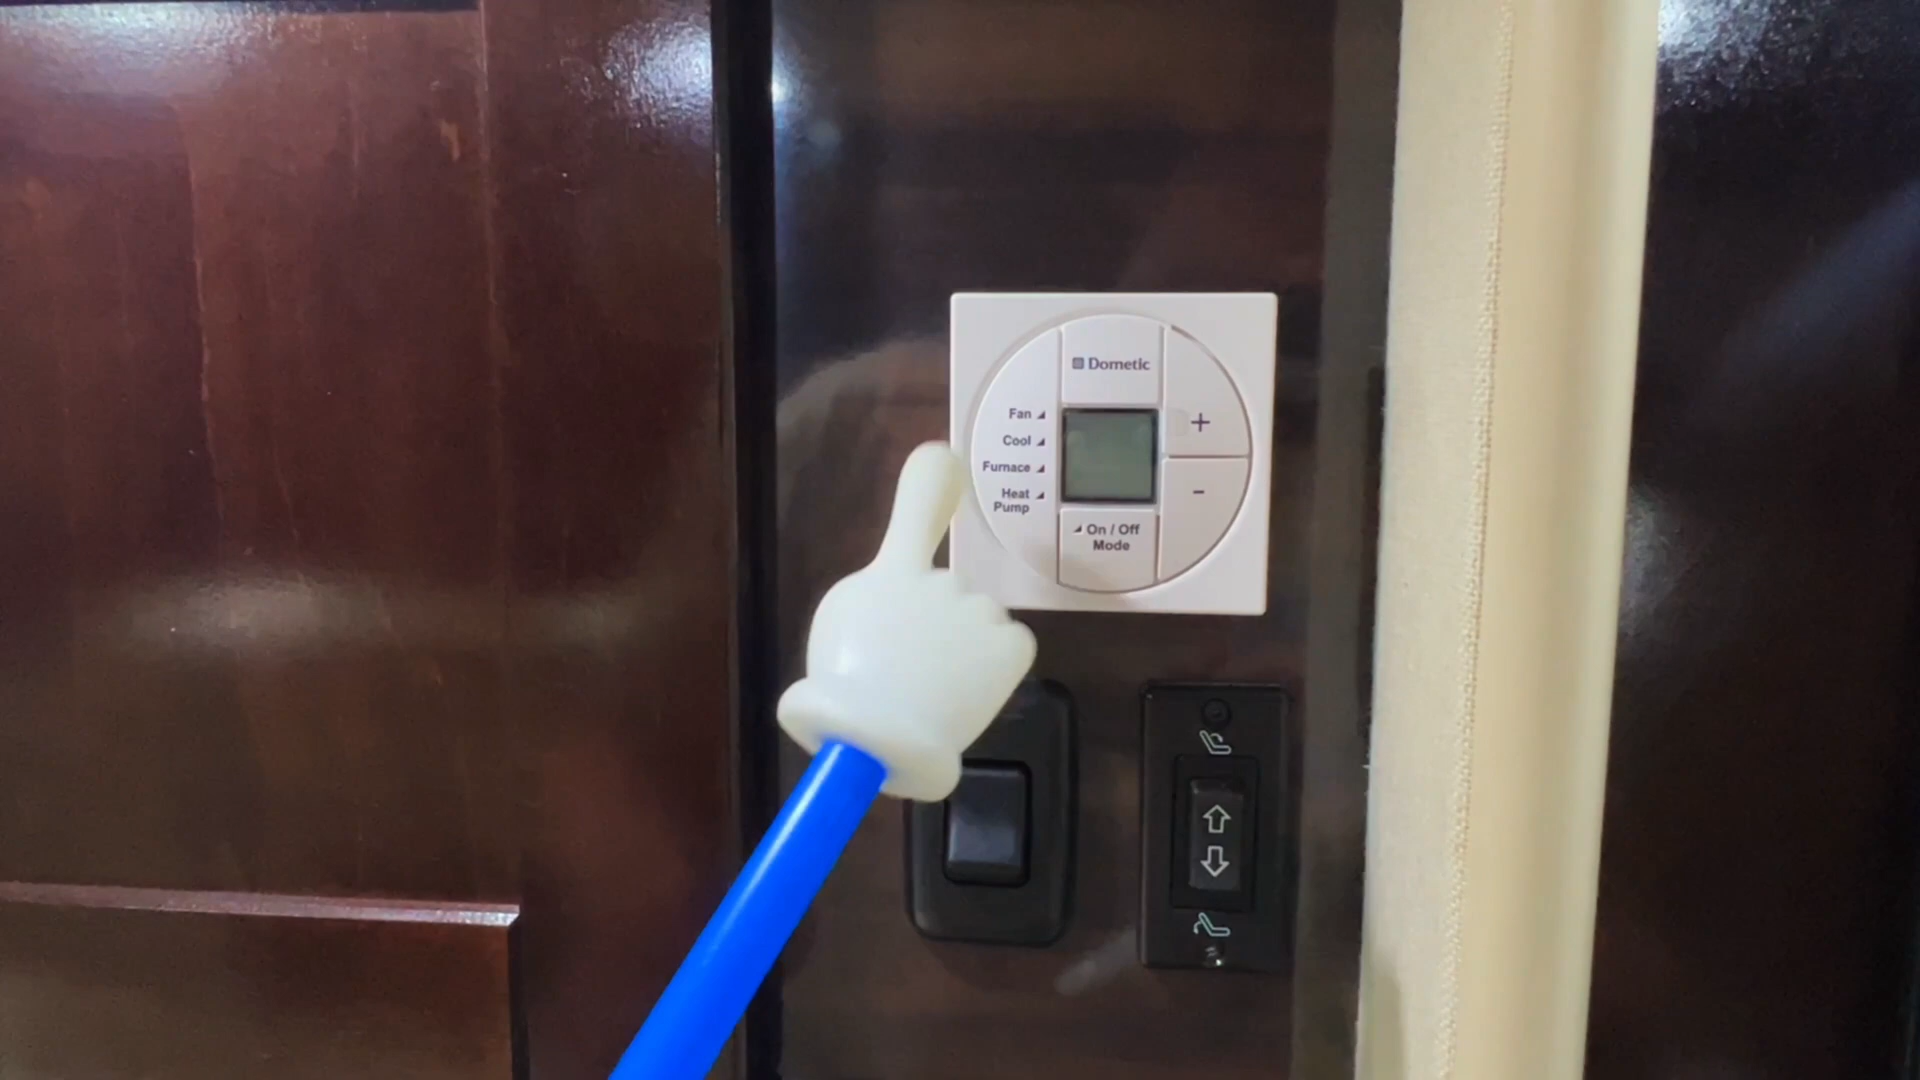 Dometic
Fan
Cool
Furnace
Heat
Pump
+
-
On / Off
Mode